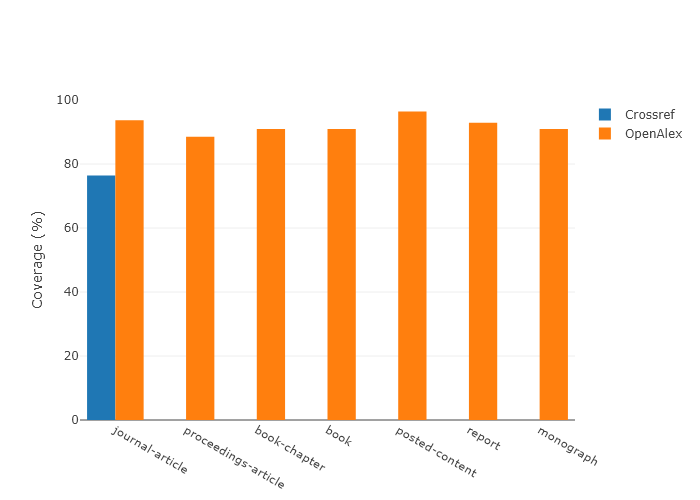 100
80
60
40
20
0
Coverage (%)
journal-article
proceedings-article
book-chapter
book
posted-content
report
monograph
Crossref
OpenAlex